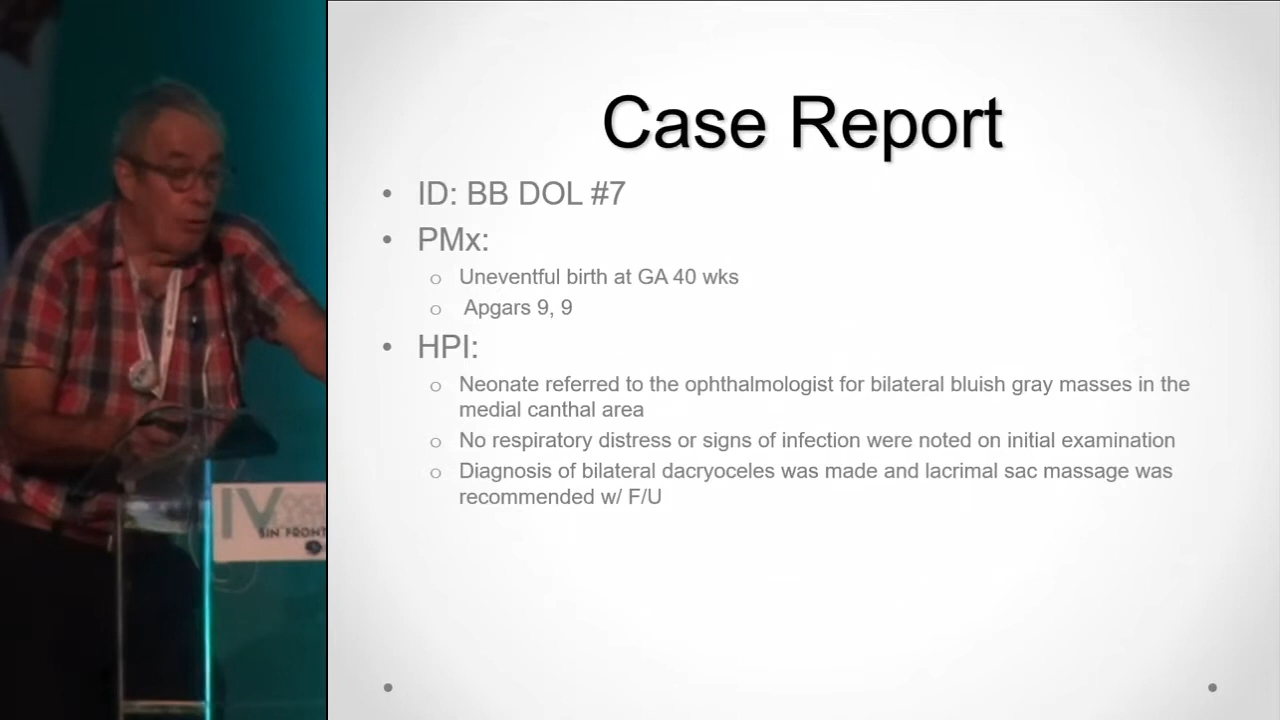 Case Report
• ID: BB DOL #7
• PMx:
o Uneventful birth at GA 40 wks
o Apgars 9, 9
• HPI:
o Neonate referred to the ophthalmologist for bilateral bluish gray masses in the
medial canthal area
o No respiratory distress or signs of infection were noted on initial examination
o Diagnosis of bilateral dacryoceles was made and lacrimal sac massage was
recommended w/ F/U
IV
SIN FRONT